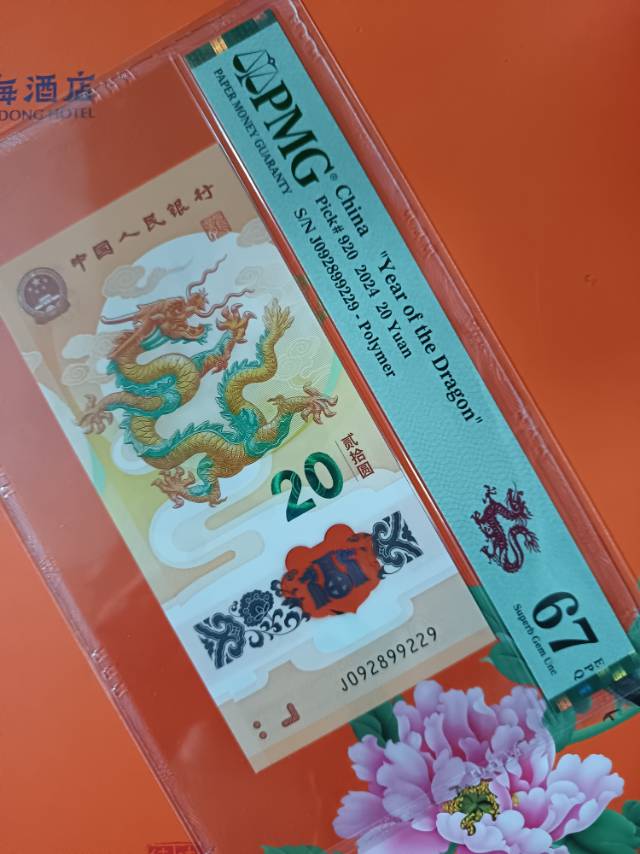 海酒店
DONG HOTEL
PMG®
PAPER MONEY GUARANTY
China
Pick# 920 2024 20 Yuan
S/N J092899229 - Polymer
"Year of the Dragon"
67
Superb Gem Unc
E
P
Q
中国人民银行
20
贰拾圆
J092899229